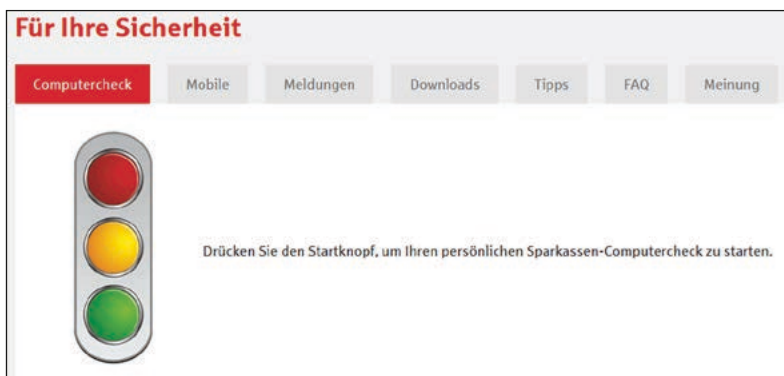 Für Ihre Sicherheit
Computercheck Mobile Meldungen Downloads Tipps FAQ Meinung
Drücken Sie den Startknopf, um Ihren persönlichen Sparkassen-Computercheck zu starten.